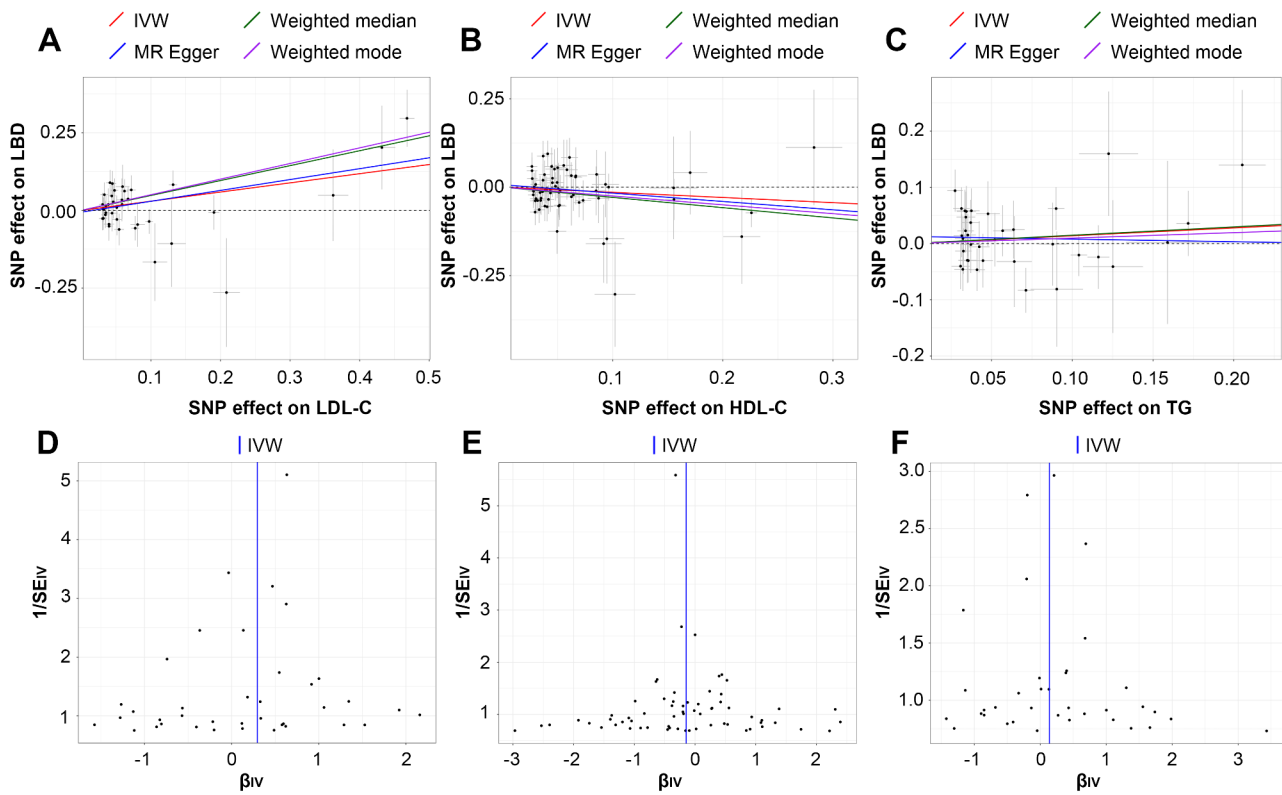 A
IVW
Weighted median
MR Egger
Weighted mode
SNP effect on LBD
0.25
0.00
-0.25
0.1
0.2
0.3
0.4
0.5
SNP effect on LDL-C
B
IVW
Weighted median
MR Egger
Weighted mode
SNP effect on LBD
0.25
0.00
-0.25
0.1
0.2
0.3
SNP effect on HDL-C
C
IVW
Weighted median
MR Egger
Weighted mode
SNP effect on LBD
0.2
0.1
0.0
-0.1
-0.2
0.05
0.10
0.15
0.20
SNP effect on TG
D
IVW
1/SEIV
5
4
3
2
1
-1
0
1
2
βIV
E
IVW
1/SEIV
5
4
3
2
1
-3
-2
-1
0
1
2
βIV
F
IVW
1/SEIV
3.0
2.5
2.0
1.5
1.0
-1
0
1
2
3
βIV